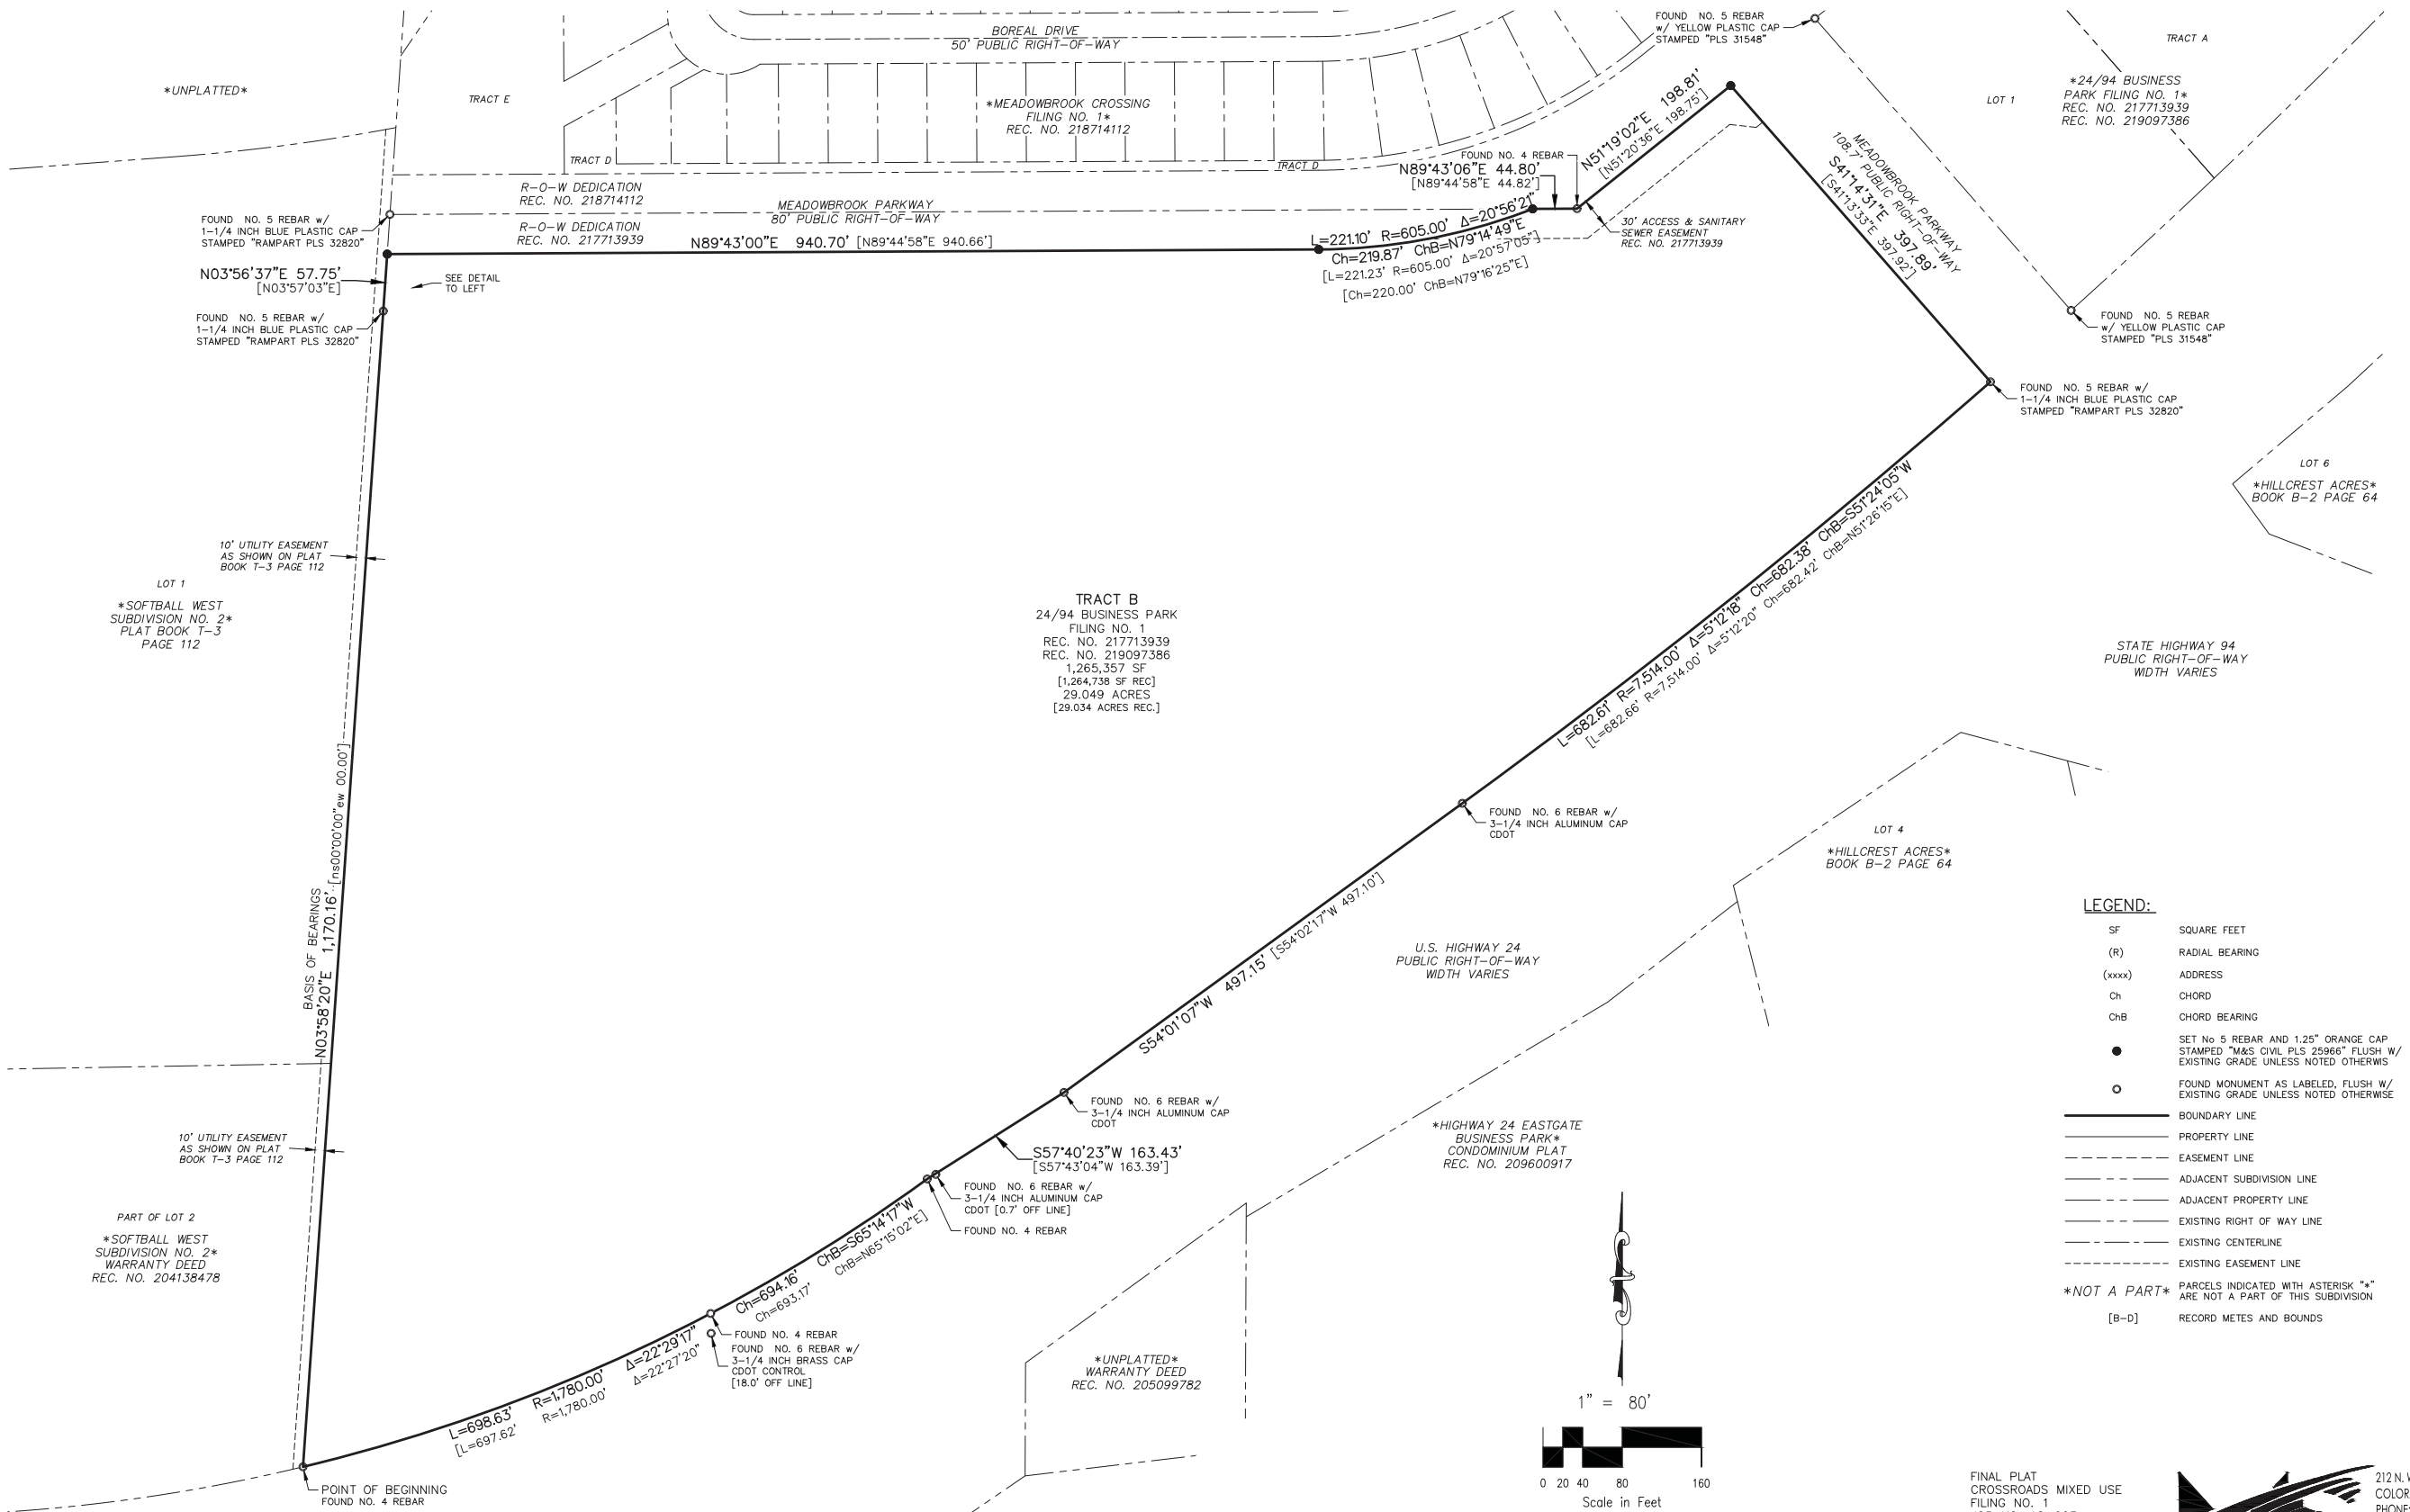 BOREAL DRIVE
50' PUBLIC RIGHT-OF-WAY
FOUND NO. 5 REBAR
w/ YELLOW PLASTIC CAP
STAMPED "PLS 31548"
TRACT A
*UNPLATTED*
TRACT E
*MEADOWBROOK CROSSING
FILING NO. 1*
REC. NO. 218714112
LOT 1
*24/94 BUSINESS
PARK FILING NO. 1*
REC. NO. 217713939
REC. NO. 219097386
TRACT D
TRACT D
N51°19'02"E 198.81'
[N51°20'36"E 198.75']
MEADOWBROOK PARKWAY
108.7' PUBLIC RIGHT-OF-WAY
S41°14'31"E 397.89'
[S41°13'33"E 397.92']
FOUND NO. 4 REBAR
N89°43'06"E 44.80'
[N89°44'58"E 44.82']
R-O-W DEDICATION
REC. NO. 218714112
MEADOWBROOK PARKWAY
80' PUBLIC RIGHT-OF-WAY
R-O-W DEDICATION
REC. NO. 217713939
FOUND NO. 5 REBAR w/
1-1/4 INCH BLUE PLASTIC CAP
STAMPED "RAMPART PLS 32820"
30' ACCESS & SANITARY
SEWER EASEMENT
REC. NO. 217713939
N89°43'00"E 940.70' [N89°44'58"E 940.66']
L=221.10' R=605.00' Δ=20°56'21"
Ch=219.87' ChB=N79°14'49"E
[L=221.23' R=605.00' Δ=20°57'05"]
[Ch=220.00' ChB=N79°16'25"E]
N03°56'37"E 57.75'
[N03°57'03"E]
SEE DETAIL
TO LEFT
FOUND NO. 5 REBAR w/
1-1/4 INCH BLUE PLASTIC CAP
STAMPED "RAMPART PLS 32820"
FOUND NO. 5 REBAR
w/ YELLOW PLASTIC CAP
STAMPED "PLS 31548"
FOUND NO. 5 REBAR w/
1-1/4 INCH BLUE PLASTIC CAP
STAMPED "RAMPART PLS 32820"
LOT 6
*HILLCREST ACRES*
BOOK B-2 PAGE 64
10' UTILITY EASEMENT
AS SHOWN ON PLAT
BOOK T-3 PAGE 112
LOT 1
*SOFTBALL WEST
SUBDIVISION NO. 2*
PLAT BOOK T-3
PAGE 112
TRACT B
24/94 BUSINESS PARK
FILING NO. 1
REC. NO. 217713939
REC. NO. 219097386
1,265,357 SF
[1,264,738 SF REC]
29.049 ACRES
[29.034 ACRES REC.]
L=682.61' R=7,514.00' Δ=5°12'18" Ch=682.38' ChB=S51°24'05"W
[L=682.66' R=7,514.00' Δ=5°12'20" Ch=682.42' ChB=N51°26'15"E]
STATE HIGHWAY 94
PUBLIC RIGHT-OF-WAY
WIDTH VARIES
FOUND NO. 6 REBAR w/
3-1/4 INCH ALUMINUM CAP
CDOT
LOT 4
*HILLCREST ACRES*
BOOK B-2 PAGE 64
BASIS OF BEARINGS
N03°58'20"E 1,170.16' [ns00°00'00"ew 00.00']
S54°01'07"W 497.15' [S54°02'17"W 497.10']
U.S. HIGHWAY 24
PUBLIC RIGHT-OF-WAY
WIDTH VARIES
FOUND NO. 6 REBAR w/
3-1/4 INCH ALUMINUM CAP
CDOT
10' UTILITY EASEMENT
AS SHOWN ON PLAT
BOOK T-3 PAGE 112
S57°40'23"W 163.43'
[S57°43'04"W 163.39']
FOUND NO. 6 REBAR w/
3-1/4 INCH ALUMINUM CAP
CDOT [0.7' OFF LINE]
FOUND NO. 4 REBAR
*HIGHWAY 24 EASTGATE
BUSINESS PARK*
CONDOMINIUM PLAT
REC. NO. 209600917
PART OF LOT 2
*SOFTBALL WEST
SUBDIVISION NO. 2*
WARRANTY DEED
REC. NO. 204138478
L=698.63' R=1,780.00' Δ=22°29'17" Ch=694.16' ChB=S65°14'17"W
[L=697.62' R=1,780.00' Δ=22°27'20" Ch=693.17' ChB=N65°15'02"E]
FOUND NO. 4 REBAR
FOUND NO. 6 REBAR w/
3-1/4 INCH BRASS CAP
CDOT CONTROL
[18.0' OFF LINE]
*UNPLATTED*
WARRANTY DEED
REC. NO. 205099782
POINT OF BEGINNING
FOUND NO. 4 REBAR
1" = 80'
0 20 40 80 160
Scale in Feet
LEGEND:
SF SQUARE FEET
(R) RADIAL BEARING
(xxxx) ADDRESS
Ch CHORD
ChB CHORD BEARING
SET No 5 REBAR AND 1.25" ORANGE CAP
STAMPED "M&S CIVIL PLS 25966" FLUSH W/
EXISTING GRADE UNLESS NOTED OTHERWIS
FOUND MONUMENT AS LABELED, FLUSH W/
EXISTING GRADE UNLESS NOTED OTHERWISE
BOUNDARY LINE
PROPERTY LINE
EASEMENT LINE
ADJACENT SUBDIVISION LINE
ADJACENT PROPERTY LINE
EXISTING RIGHT OF WAY LINE
EXISTING CENTERLINE
EXISTING EASEMENT LINE
*NOT A PART* PARCELS INDICATED WITH ASTERISK "*"
ARE NOT A PART OF THIS SUBDIVISION
[B-D] RECORD METES AND BOUNDS
FINAL PLAT
CROSSROADS MIXED USE
FILING NO. 1
212 N. W
COLOR